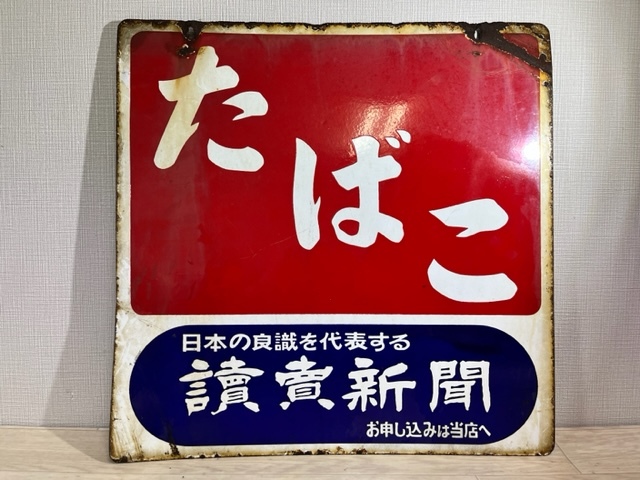 たばこ
日本の良識を代表する
讀賣新聞
お申し込みは当店へ